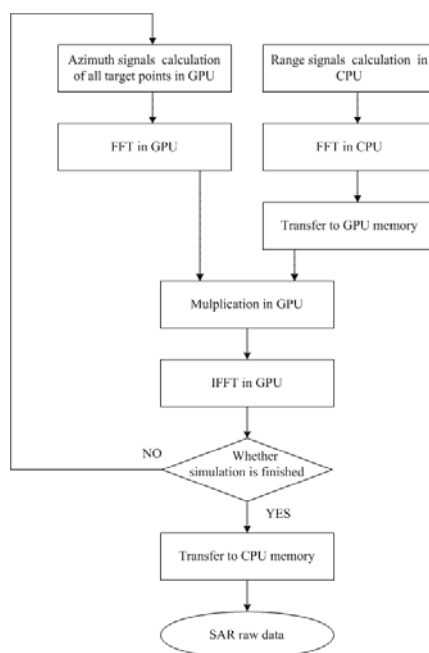 Azimuth signals calculation
of all target points in GPU
Range signals calculation in
CPU
FFT in GPU
FFT in CPU
Transfer to GPU memory
Mulplication in GPU
IFFT in GPU
NO
Whether
simulation is finished
YES
Transfer to CPU memory
SAR raw data